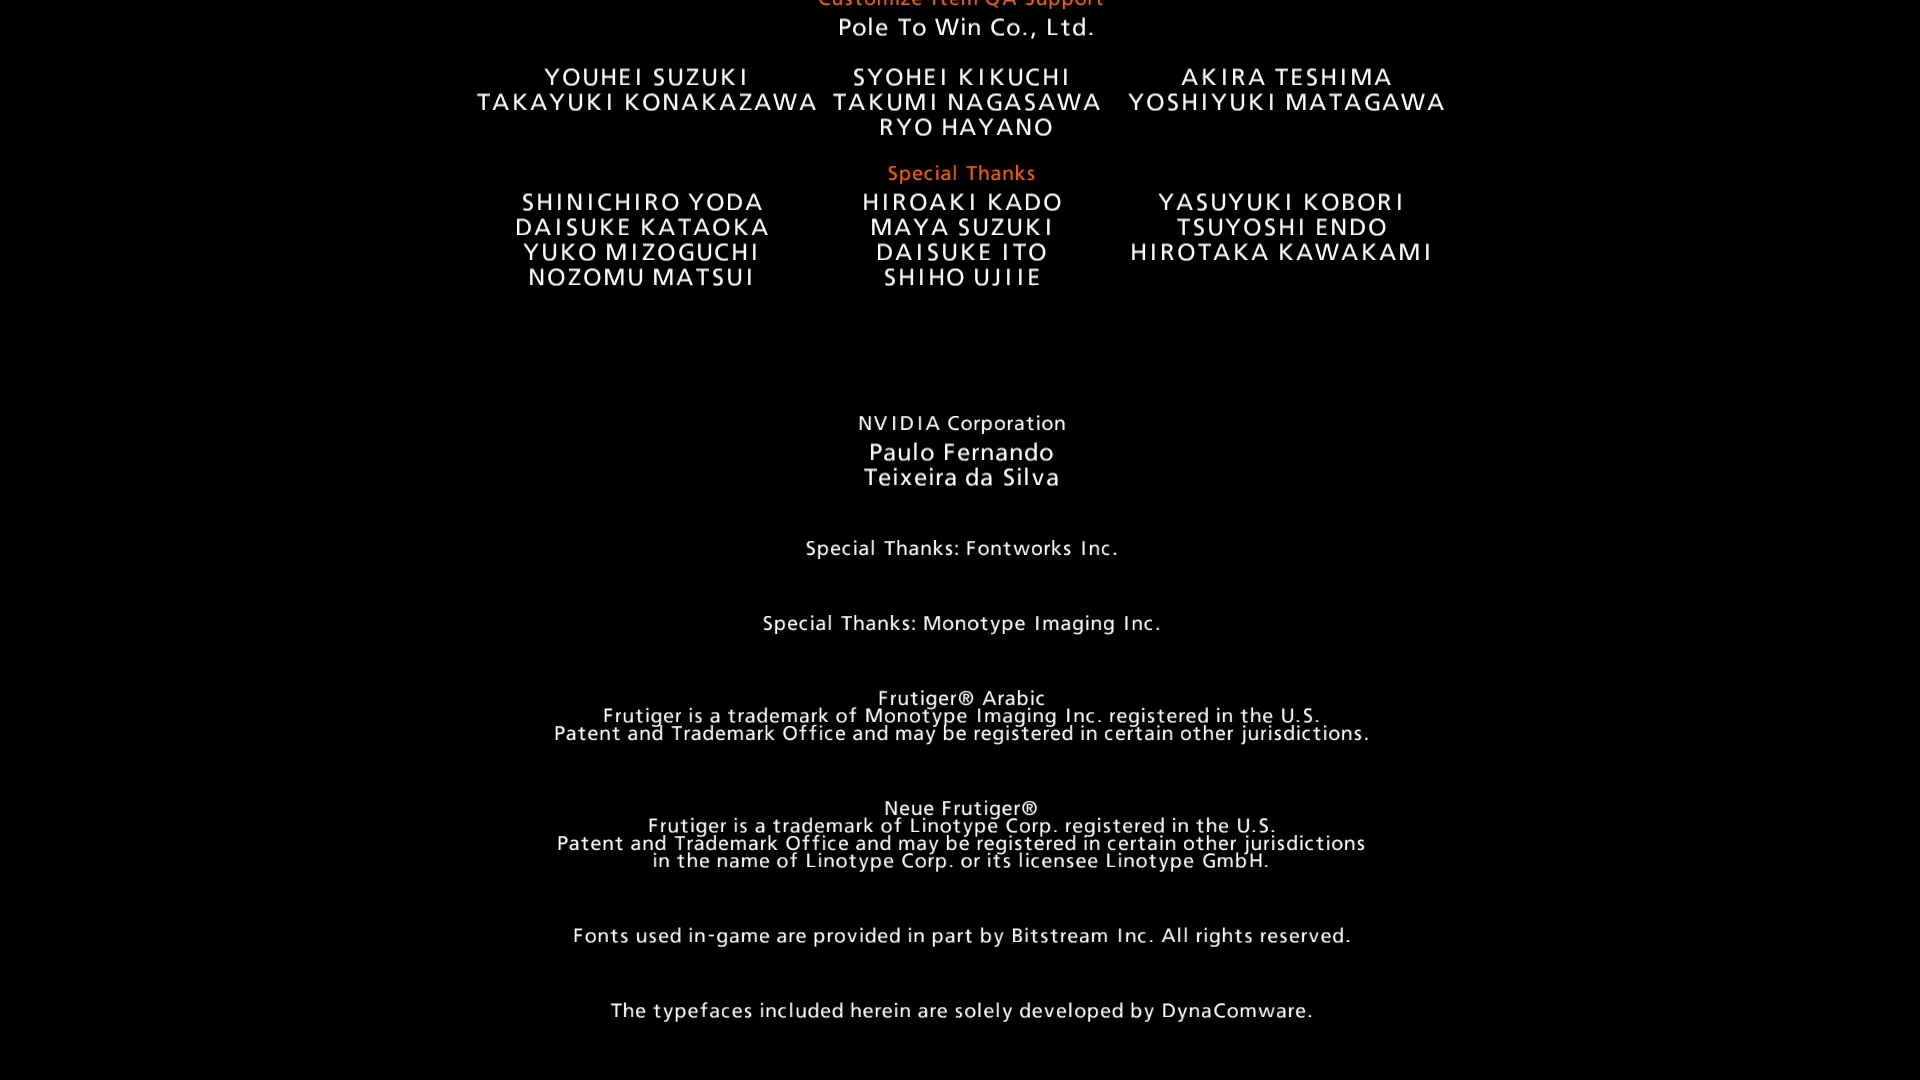 Customize Item QA Support
Pole To Win Co., Ltd.
YOUHEI SUZUKI SYOHEI KIKUCHI AKIRA TESHIMA
TAKAYUKI KONAKAZAWA TAKUMI NAGASAWA YOSHIYUKI MATAGAWA
RYO HAYANO
Special Thanks
SHINICHIRO YODA HIROAKI KADO YASUYUKI KOBORI
DAISUKE KATAOKA MAYA SUZUKI TSUYOSHI ENDO
YUKO MIZOGUCHI DAISUKE ITO HIROTAKA KAWAKAMI
NOZOMU MATSUI SHIHO UJIIE
NVIDIA Corporation
Paulo Fernando
Teixeira da Silva
Special Thanks: Fontworks Inc.
Special Thanks: Monotype Imaging Inc.
Frutiger® Arabic
Frutiger is a trademark of Monotype Imaging Inc. registered in the U.S.
Patent and Trademark Office and may be registered in certain other jurisdictions.
Neue Frutiger®
Frutiger is a trademark of Linotype Corp. registered in the U.S.
Patent and Trademark Office and may be registered in certain other jurisdictions
in the name of Linotype Corp. or its licensee Linotype GmbH.
Fonts used in-game are provided in part by Bitstream Inc. All rights reserved.
The typefaces included herein are solely developed by DynaComware.